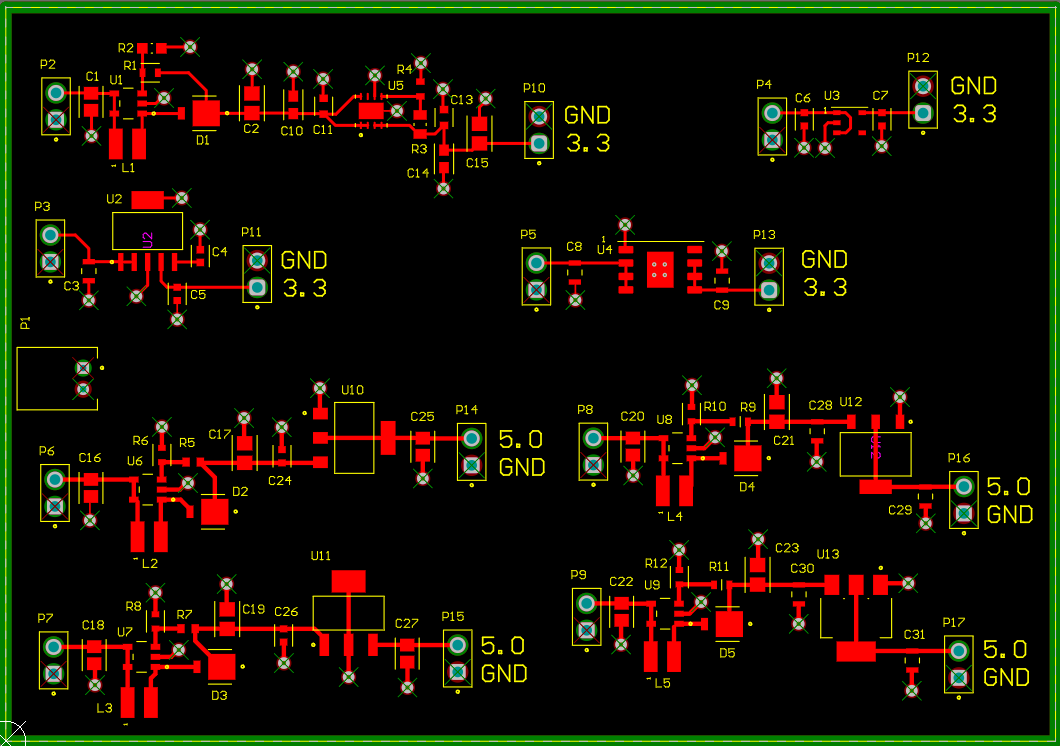 R2
P2
C1
U1
R1
D1
L1
C2
C10
C11
U5
R4
R3
C13
C14
C15
P10
GND
3.3
P4
C6
U3
C7
P12
GND
3.3
P3
U2
U2
C3
C4
C5
P11
GND
3.3
P5
C8
1
U4
C9
P13
GND
3.3
P1
P6
C16
R6
U6
R5
L2
D2
C17
C24
U10
C25
P14
5.0
GND
P8
C20
U8
R10
R9
L4
D4
C21
C28
U12
U12
C29
P16
5.0
GND
P7
C18
R8
U7
R7
L3
D3
C19
C26
U11
C27
P15
5.0
GND
P9
C22
R12
U9
R11
L5
D5
C23
C30
U13
C31
P17
5.0
GND